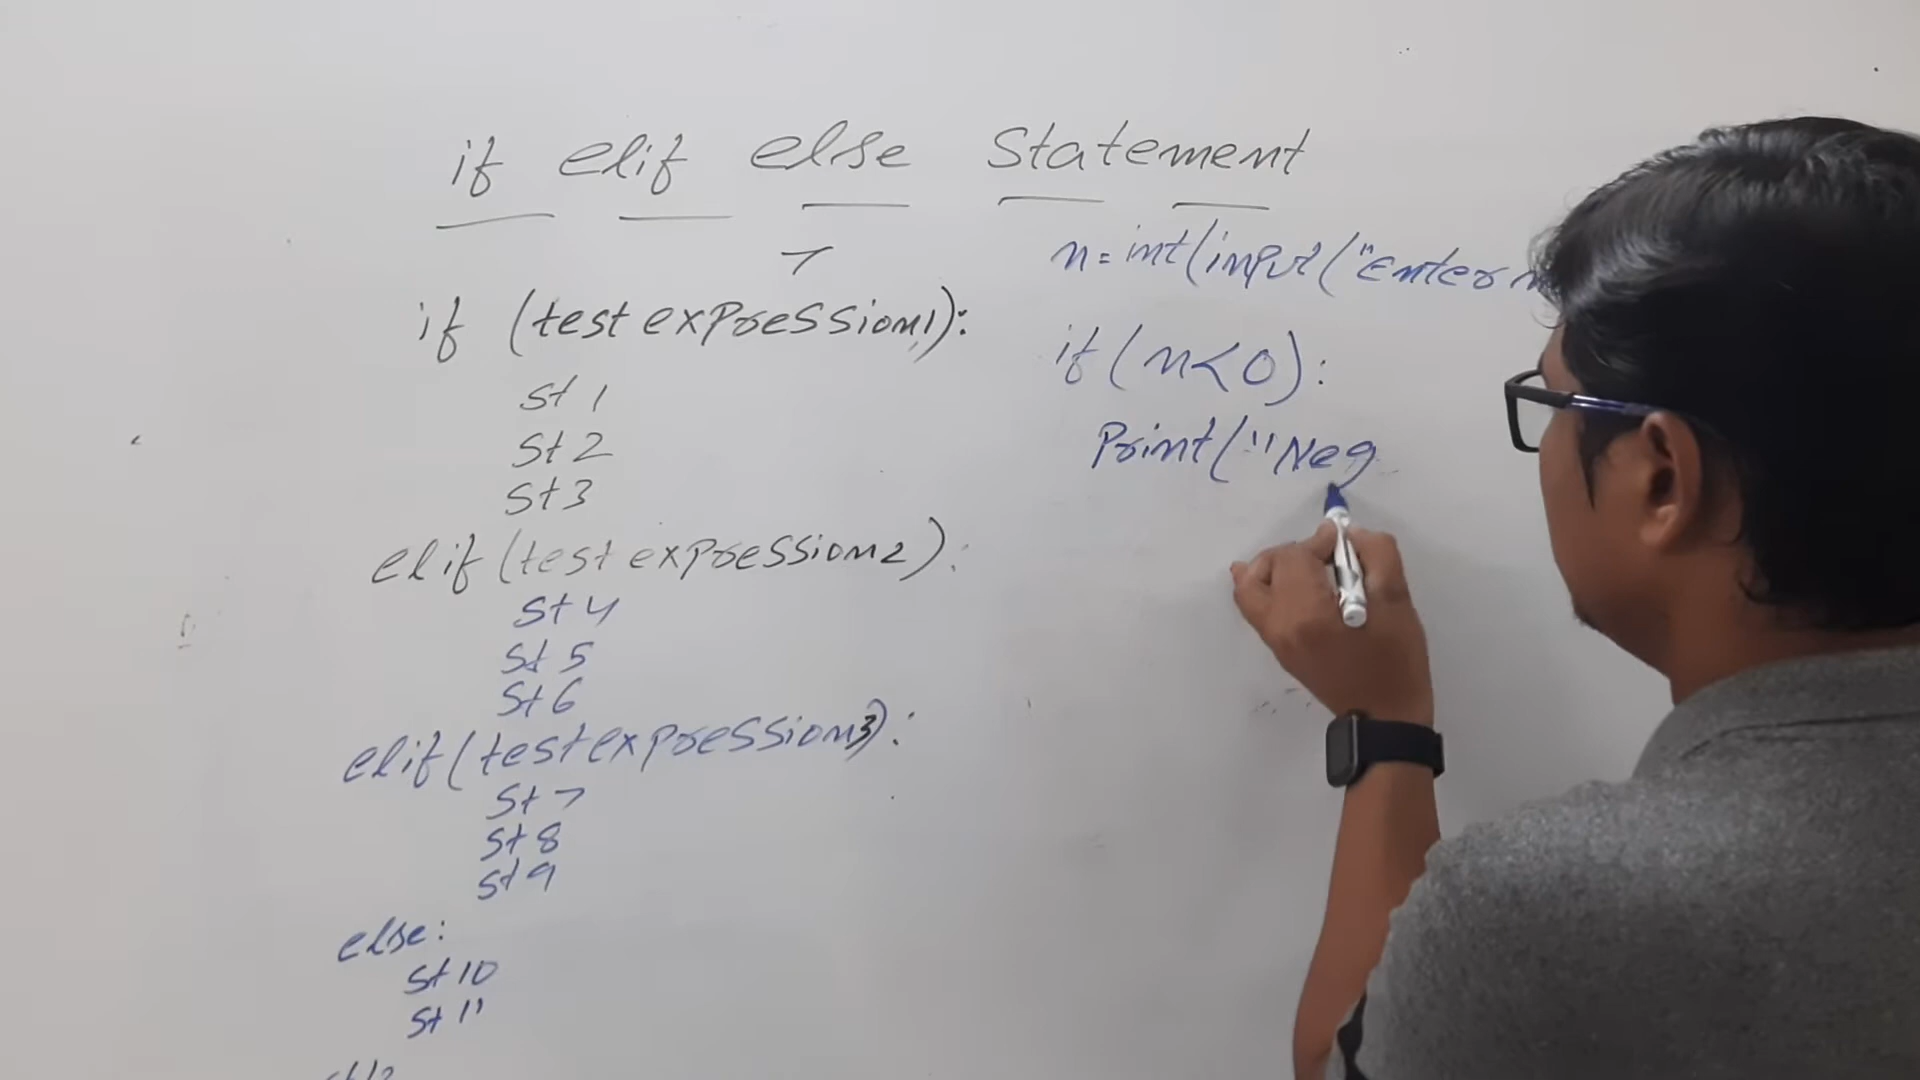 if elif else Statement
if (test expression1):
st 1
st 2
st 3
elif (test expression2):
st 4
st 5
st 6
elif (test expression3):
st 7
st 8
st 9
else:
st 10
st 11
n = int(input("Enter
if (n<0):
Print("Neg